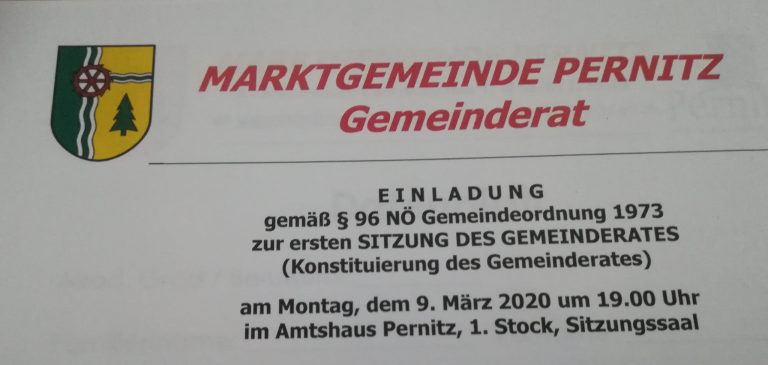 MARKTGEMEINDE PERNITZ
Gemeinderat
EINLADUNG
gemäß § 96 NÖ Gemeindeordnung 1973
zur ersten SITZUNG DES GEMEINDERATES
(Konstituierung des Gemeinderates)
am Montag, dem 9. März 2020 um 19.00 Uhr
im Amtshaus Pernitz, 1. Stock, Sitzungssaal